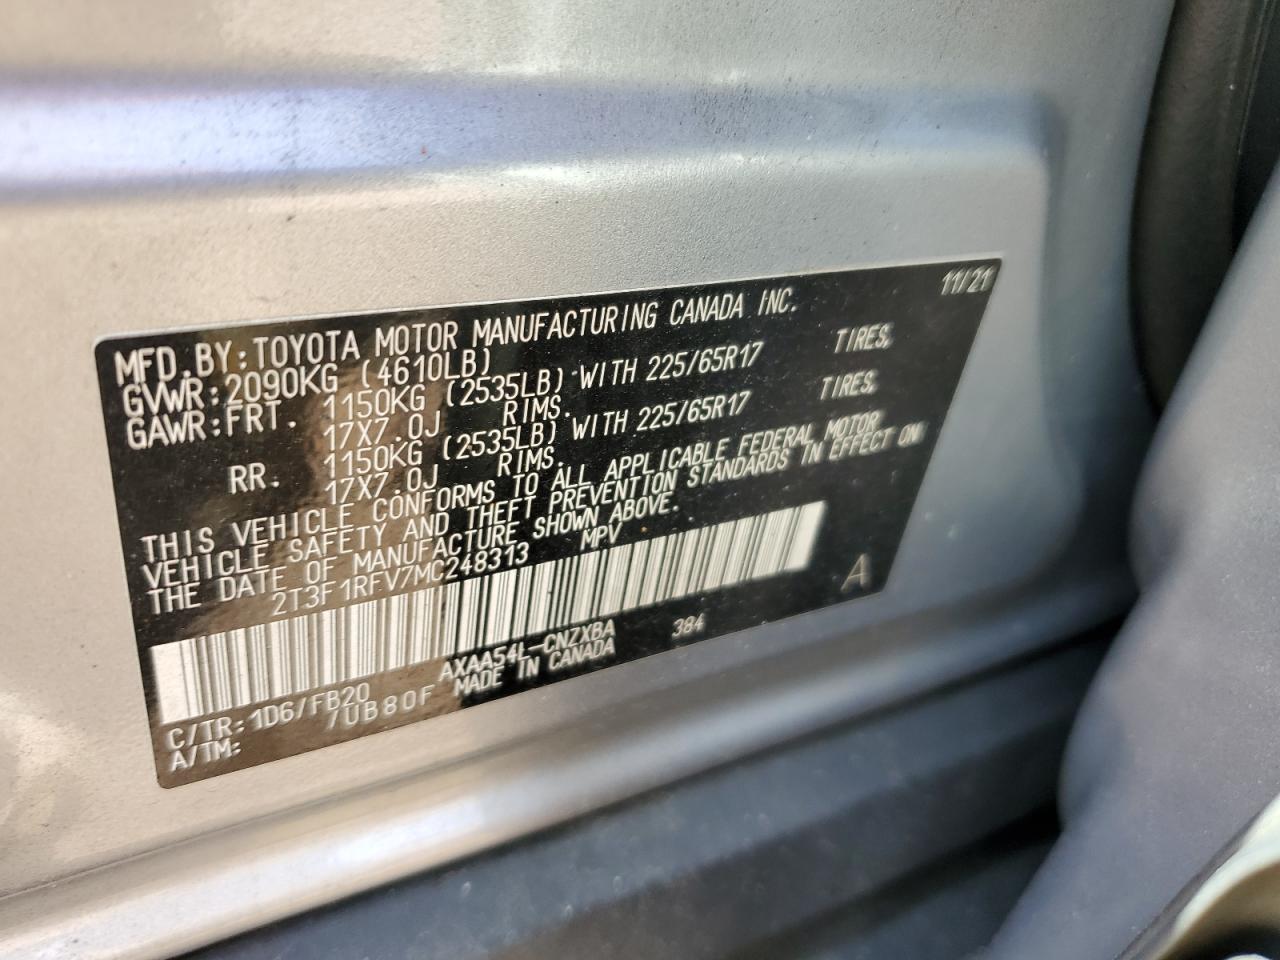 11/21
MFD.BY:TOYOTA MOTOR MANUFACTURING CANADA INC.
GVWR:2090KG (4610LB)
GAWR:FRT. 1150KG (2535LB) WITH 225/65R17 TIRES,
17X7.0J RIMS.
RR. 1150KG (2535LB) WITH 225/65R17 TIRES,
17X7.0J RIMS.
THIS VEHICLE CONFORMS TO ALL APPLICABLE FEDERAL MOTOR
VEHICLE SAFETY AND THEFT PREVENTION STANDARDS IN EFFECT ON
THE DATE OF MANUFACTURE SHOWN ABOVE.
2T3F1RFV7MC248313 MPV
A
C/TR:1D6/FB20 AXAA54L-CNZXBA 384
A/TM: /UB80F MADE IN CANADA